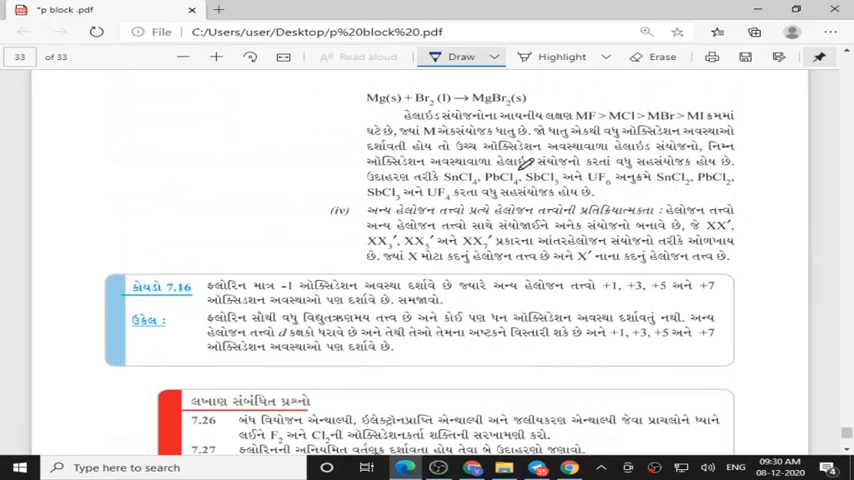 *p block .pdf
File
C:/Users/user/Desktop/p%20block%20.pdf
33 of 33
Read aloud
Draw
Highlight
Erase
Mg(s) + Br₂ (l) → MgBr₂(s)
હેલાઇડ સંયોજનોના આયનીય લક્ષણ MF > MCl > MBr > MI ક્રમમાં
ઘટે છે, જ્યાં M એકસંયોજક ધાતુ છે. જો ધાતુ એકથી વધુ ઑક્સિડેશન અવસ્થાઓ
દર્શાવતી હોય તો ઉચ્ચ ઑક્સિડેશન અવસ્થાવાળા હેલાઇડ સંયોજનો, નિમ્ન
ઑક્સિડેશન અવસ્થાવાળા હેલાઇડ સંયોજનો કરતાં વધુ સહસંયોજક હોય છે.
ઉદાહરણ તરીકે SnCl₄, PbCl₄, SbCl₅ અને UF₆ અનુક્રમે SnCl₂, PbCl₂,
SbCl₃ અને UF₄ કરતા વધુ સહસંયોજક હોય છે.
(iv) અન્ય હેલોજન તત્ત્વો પ્રત્યે હેલોજન તત્ત્વોની પ્રતિક્રિયાત્મકતા : હેલોજન તત્ત્વો
અન્ય હેલોજન તત્ત્વો સાથે સંયોજાઈને અનેક સંયોજનો બનાવે છે, જે XX′,
XX₃′, XX₅′ અને XX₇′ પ્રકારના આંતરહેલોજન સંયોજનો તરીકે ઓળખાય
છે. જ્યાં X મોટા કદનું હેલોજન તત્ત્વ છે અને X′ નાના કદનું હેલોજન તત્ત્વ છે.
કોયડો 7.16 ફ્લોરિન માત્ર -1 ઑક્સિડેશન અવસ્થા દર્શાવે છે જ્યારે અન્ય હેલોજન તત્ત્વો +1, +3, +5 અને +7
ઑક્સિડેશન અવસ્થાઓ પણ દર્શાવે છે. સમજાવો.
ઉકેલ : ફ્લોરિન સૌથી વધુ વિદ્યુતઋણમય તત્ત્વ છે અને કોઈ પણ ધન ઑક્સિડેશન અવસ્થા દર્શાવતું નથી. અન્ય
હેલોજન તત્ત્વો d કક્ષકો ધરાવે છે અને તેથી તેઓ તેમના અષ્ટકને વિસ્તારી શકે છે અને +1, +3, +5 અને +7
ઑક્સિડેશન અવસ્થાઓ પણ દર્શાવે છે.
લખાણ સંબંધિત પ્રશ્નો
7.26 બંધ વિયોજન એન્થાલ્પી, ઇલેક્ટ્રૉનપ્રાપ્તિ એન્થાલ્પી અને જલીયકરણ એન્થાલ્પી જેવા પ્રાચલોને ધ્યાને
લઈને F₂ અને Cl₂ની ઑક્સિડેશનકર્તા શક્તિની સરખામણી કરો.
7.27 ફ્લોરિનની અનિયમિત વર્તણૂક દર્શાવતા હોય તેવા બે ઉદાહરણો જણાવો.
Type here to search
ENG
09:30 AM
08-12-2020